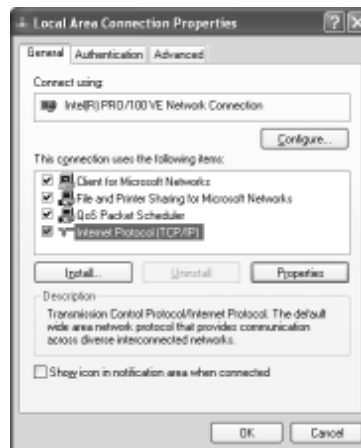 Local Area Connection Properties
General Authentication Advanced
Connect using:
Intel(R) PRO/100 VE Network Connection
Configure...
This connection uses the following items:
Client for Microsoft Networks
File and Printer Sharing for Microsoft Networks
QoS Packet Scheduler
Internet Protocol (TCP/IP)
Install... Uninstall Properties
Description
Transmission Control Protocol/Internet Protocol. The default
wide area network protocol that provides communication
across diverse interconnected networks.
Show icon in notification area when connected
OK Cancel